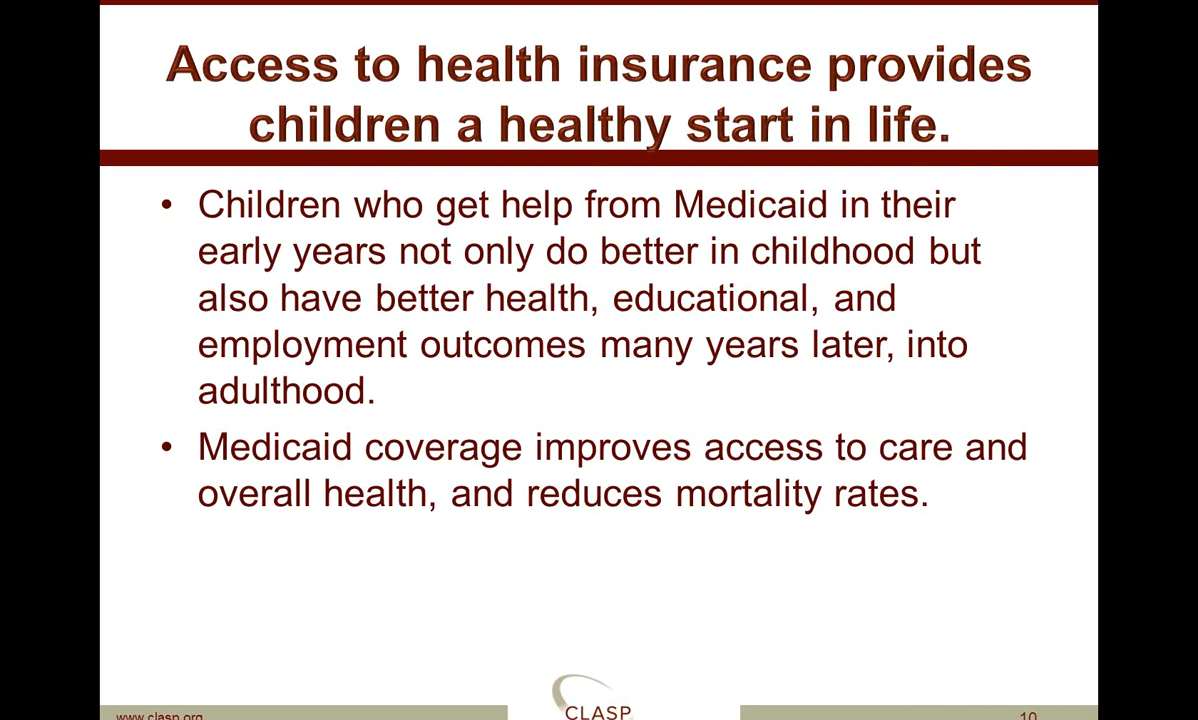 Access to health insurance provides
children a healthy start in life.
• Children who get help from Medicaid in their
early years not only do better in childhood but
also have better health, educational, and
employment outcomes many years later, into
adulthood.
• Medicaid coverage improves access to care and
overall health, and reduces mortality rates.
www.clasp.org
CLASP
10